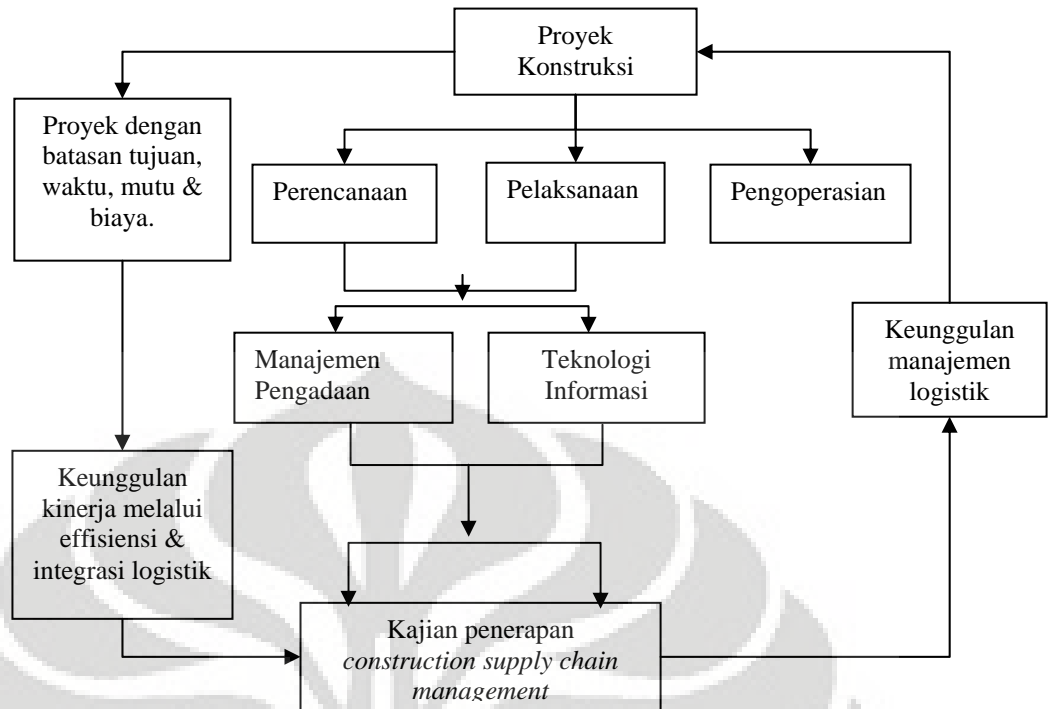 Proyek
Konstruksi
Proyek dengan
batasan tujuan,
waktu, mutu &
biaya.
Perencanaan
Pelaksanaan
Pengoperasian
Manajemen
Pengadaan
Teknologi
Informasi
Keunggulan
manajemen
logistik
Keunggulan
kinerja melalui
effisiensi &
integrasi logistik
Kajian penerapan
construction supply chain
management